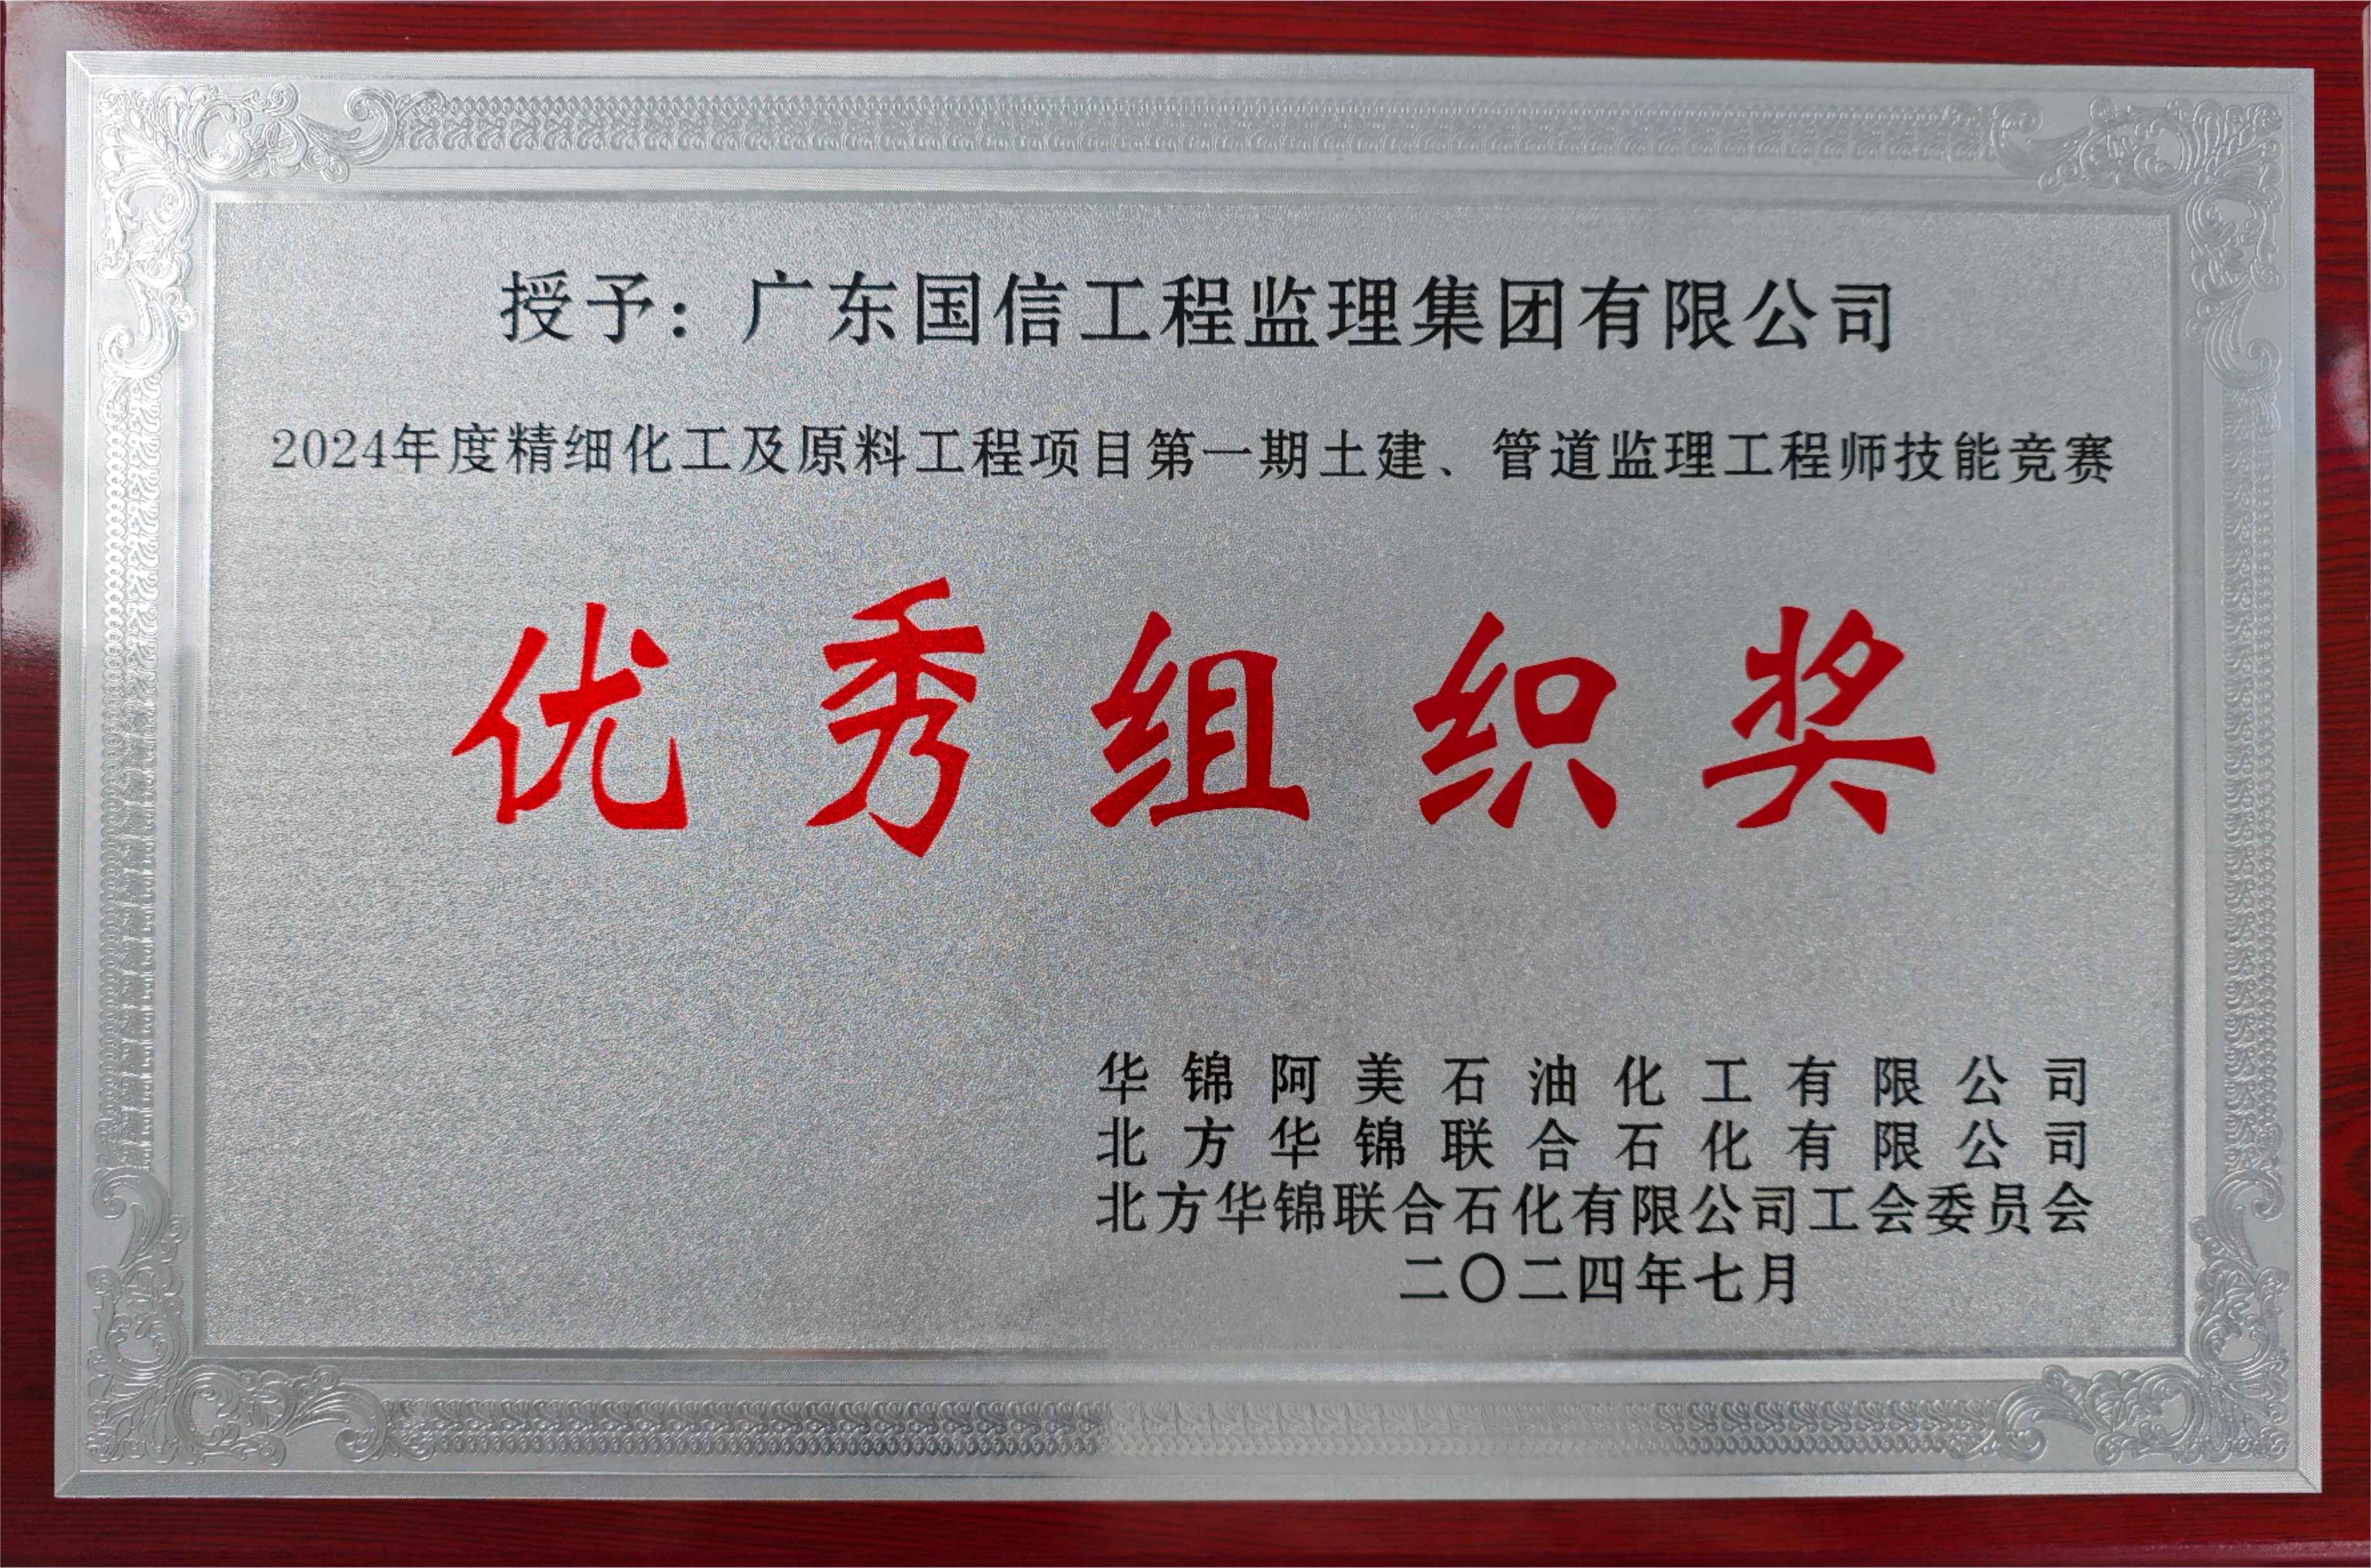 授予：广东国信工程监理集团有限公司
2024年度精细化工及原料工程项目第一期土建、管道监理工程师技能竞赛
优秀组织奖
华锦阿美石油化工有限公司
北方华锦联合石化有限公司
北方华锦联合石化有限公司工会委员会
二〇二四年七月